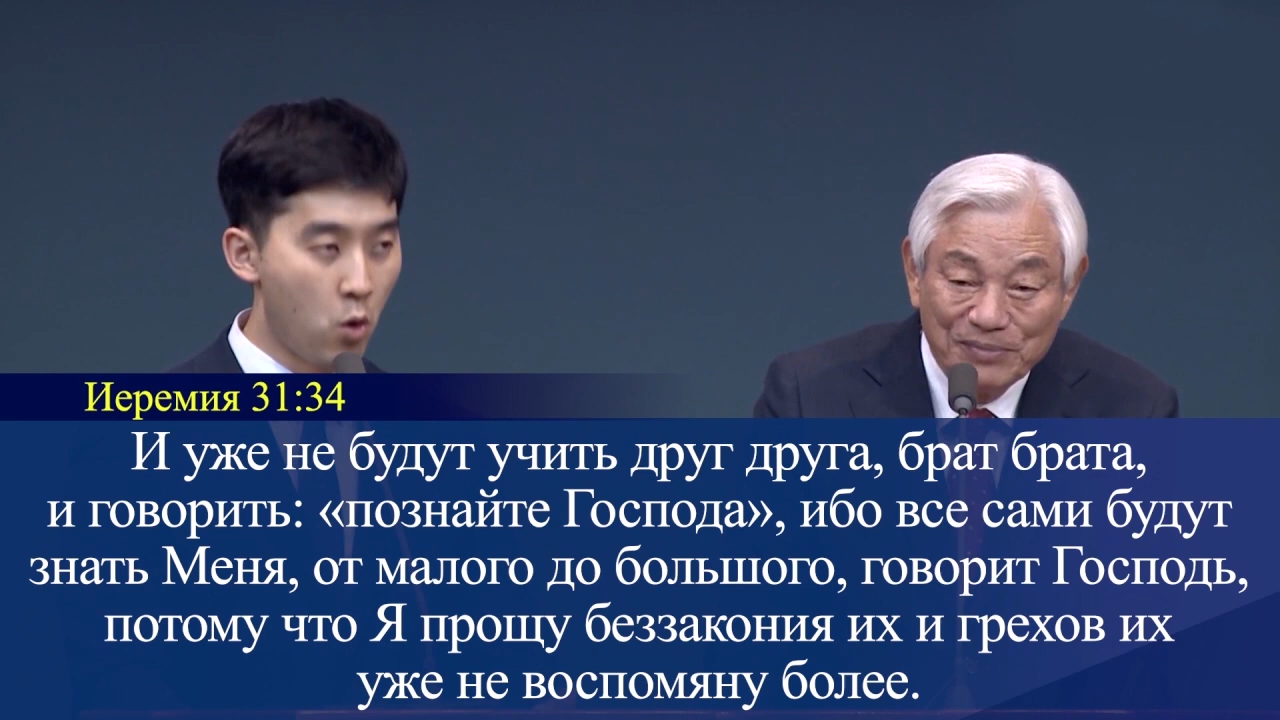 Иеремия 31:34
И уже не будут учить друг друга, брат брата,
и говорить: «познайте Господа», ибо все сами будут
знать Меня, от малого до большого, говорит Господь,
потому что Я прощу беззакония их и грехов их
уже не воспомяну более.